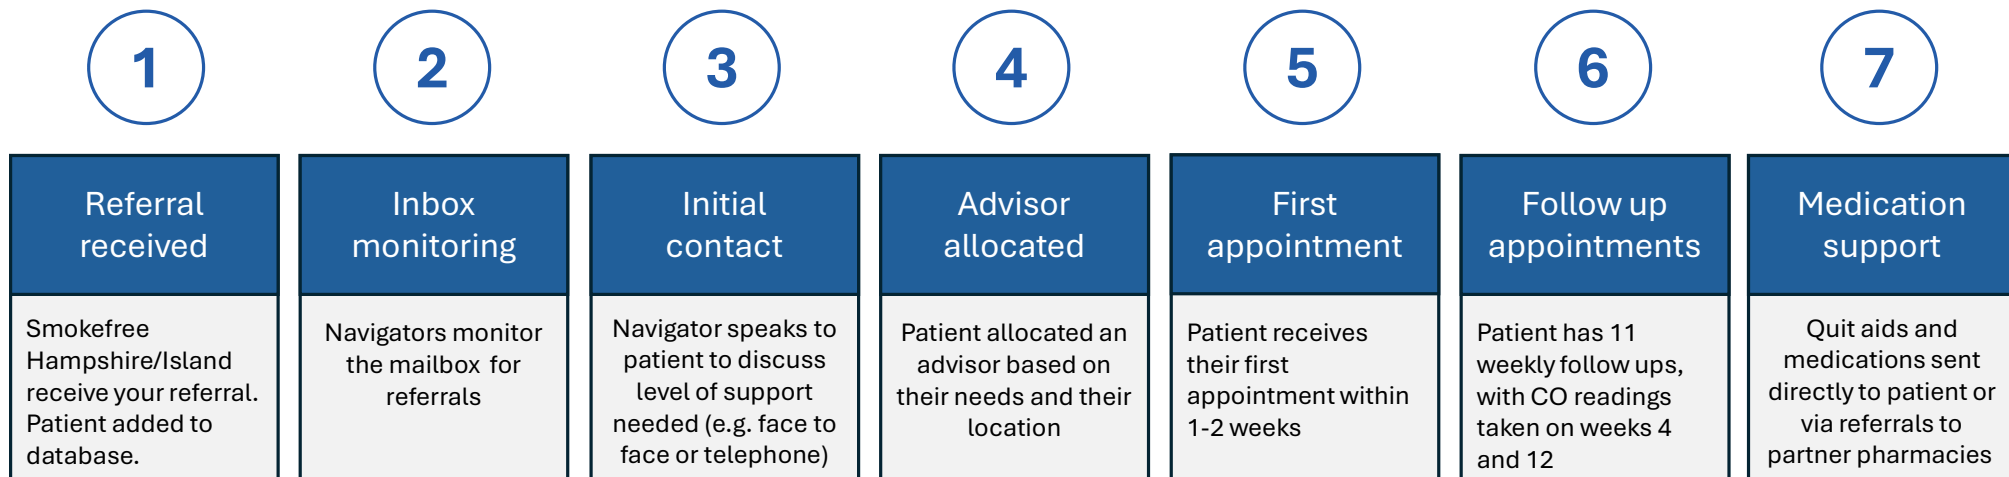 1
2
3
4
5
6
7
Referral
received
Smokefree
Hampshire/Island
receive your referral.
Patient added to
database.
Inbox
monitoring
Navigators monitor
the mailbox for
referrals
Initial
contact
Navigator speaks to
patient to discuss
level of support
needed (e.g. face to
face or telephone)
Advisor
allocated
Patient allocated an
advisor based on
their needs and their
location
First
appointment
Patient receives
their first
appointment within
1-2 weeks
Follow up
appointments
Patient has 11
weekly follow ups,
with CO readings
taken on weeks 4
and 12
Medication
support
Quit aids and
medications sent
directly to patient or
via referrals to
partner pharmacies